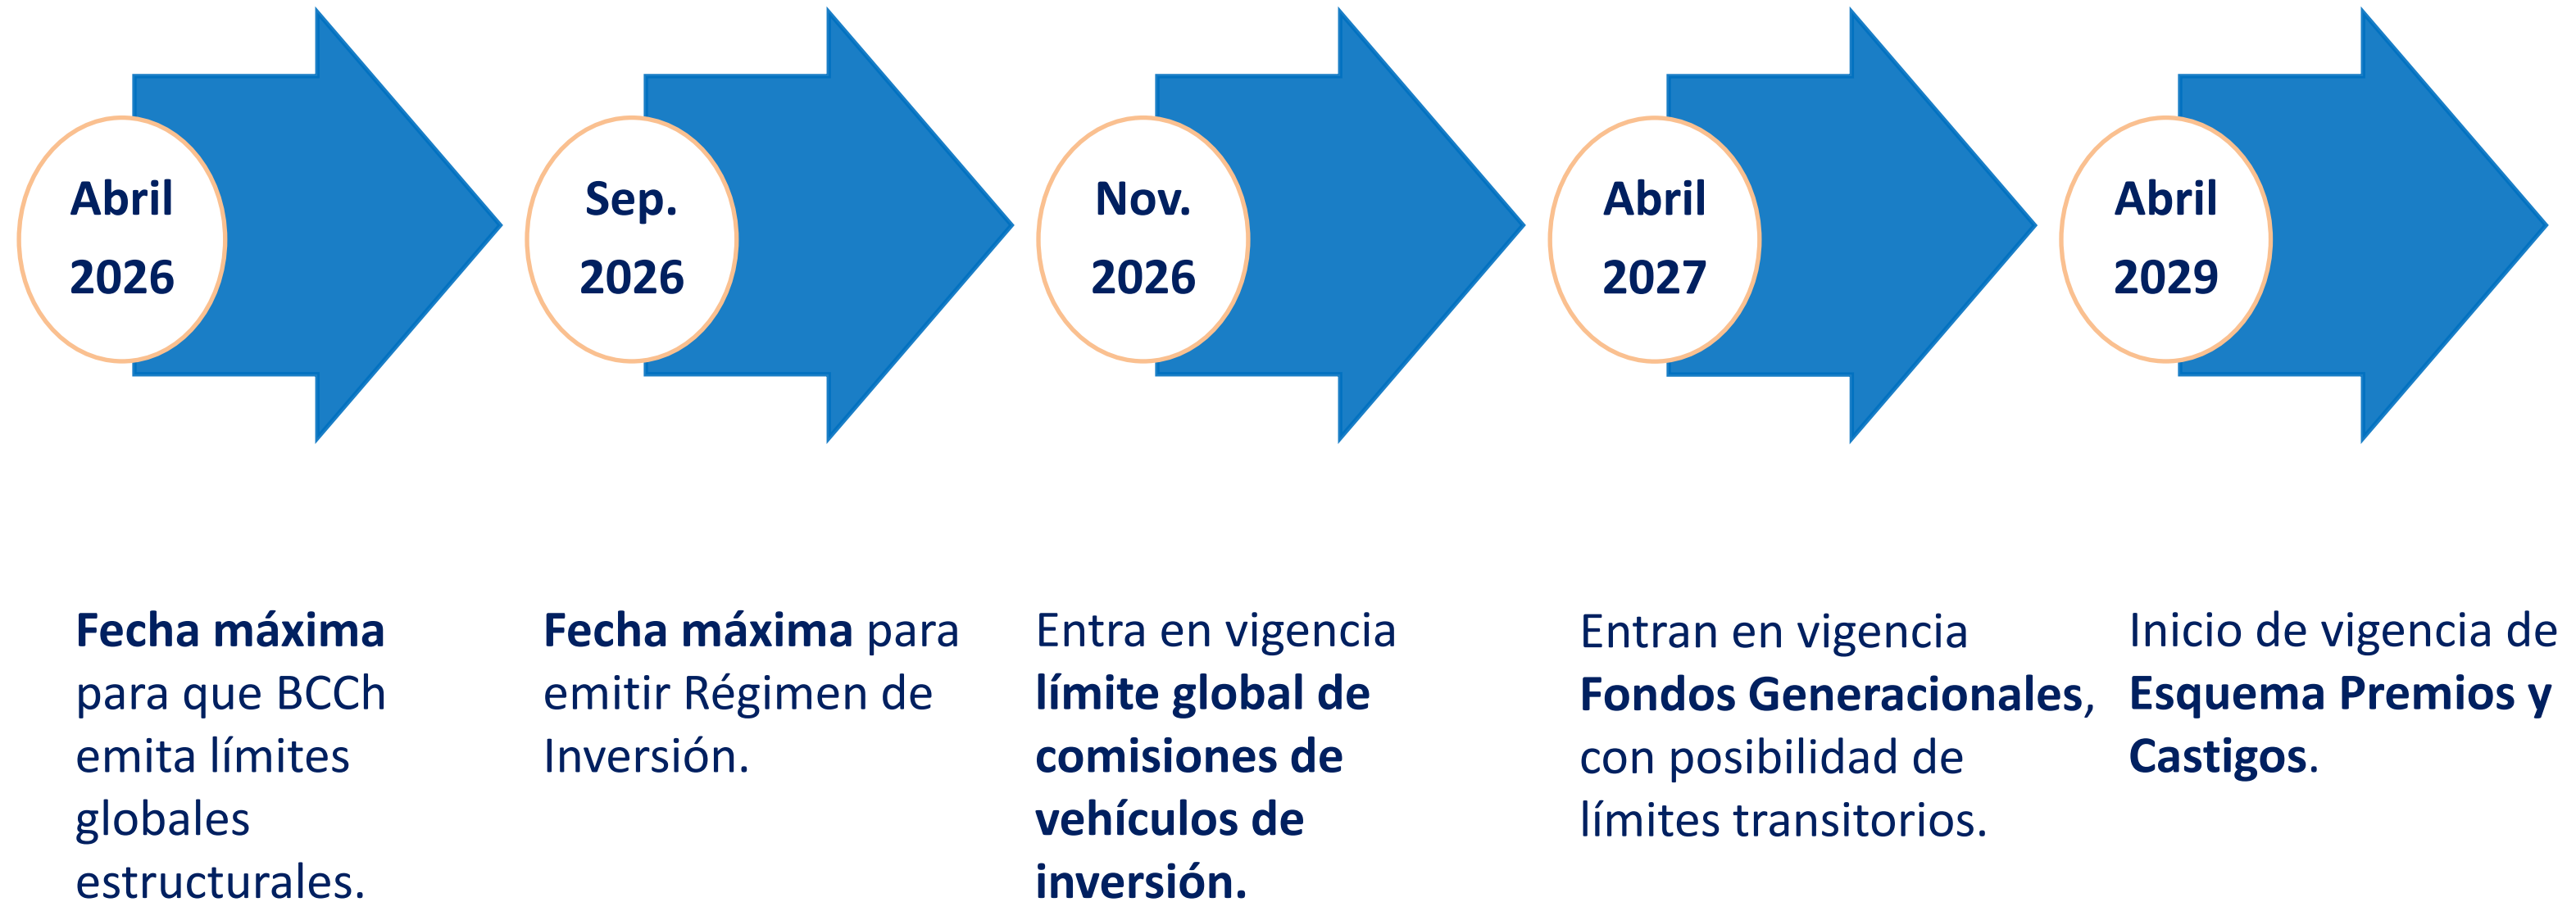 Abril
2026
Sep.
2026
Nov.
2026
Abril
2027
Abril
2029
Fecha máxima
para que BCCh
emita límites
globales
estructurales.
Fecha máxima para
emitir Régimen de
Inversión.
Entra en vigencia
límite global de
comisiones de
vehículos de
inversión.
Entran en vigencia
Fondos Generacionales,
con posibilidad de
límites transitorios.
Inicio de vigencia de
Esquema Premios y
Castigos.